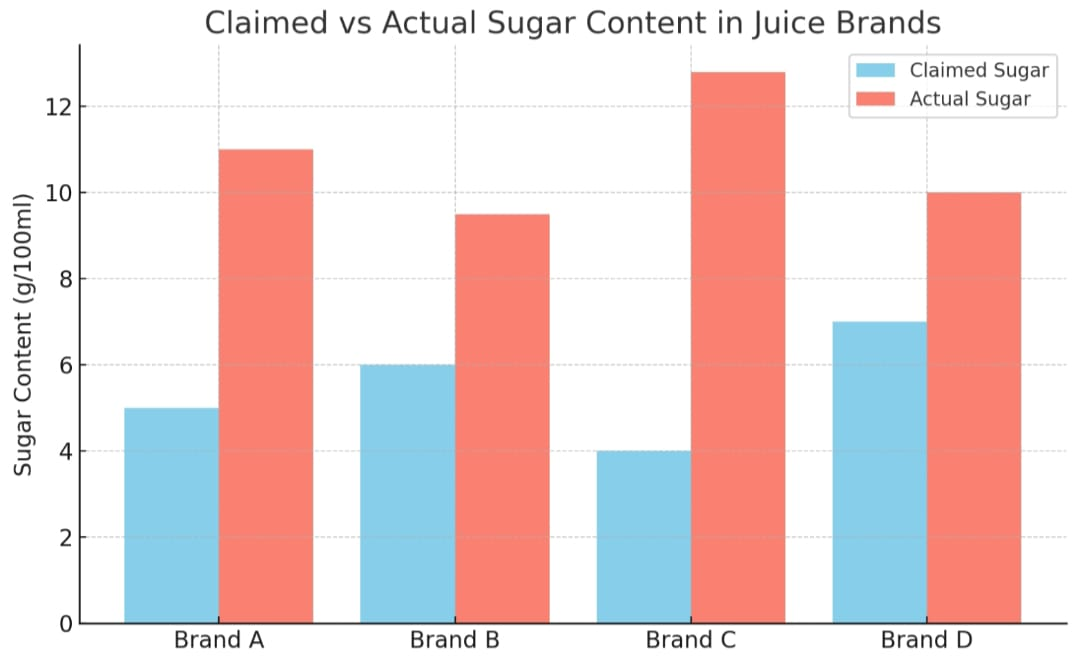 Claimed vs Actual Sugar Content in Juice Brands
Claimed Sugar
Actual Sugar
Sugar Content (g/100ml)
12
10
8
6
4
2
0
Brand A
Brand B
Brand C
Brand D